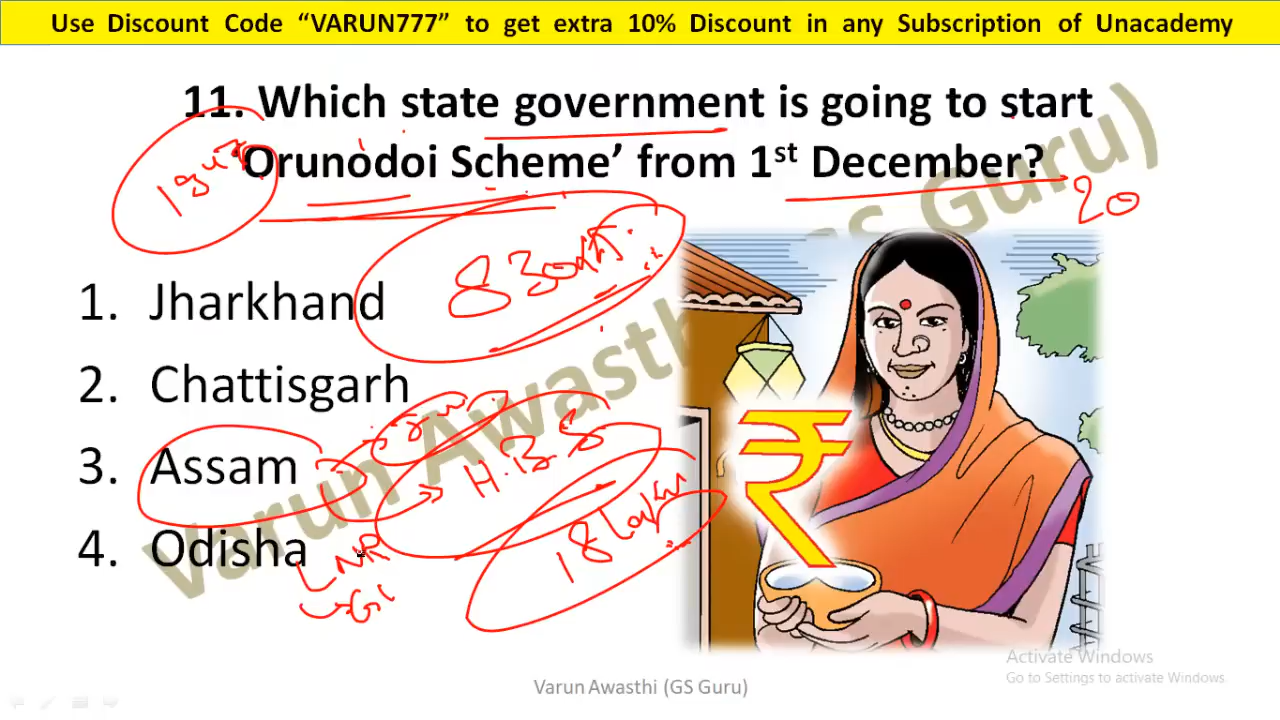 Use Discount Code “VARUN777” to get extra 10% Discount in any Subscription of Unacademy
11. Which state government is going to start
‘Orunodoi Scheme’ from 1st December?
20
1. Jharkhand
830
2. Chattisgarh
3. Assam
H.B.S
4. Odisha
18
Varun Awasthi (GS Guru)
Activate Windows
Go to Settings to activate Windows.
Varun Awasthi (GS Guru)